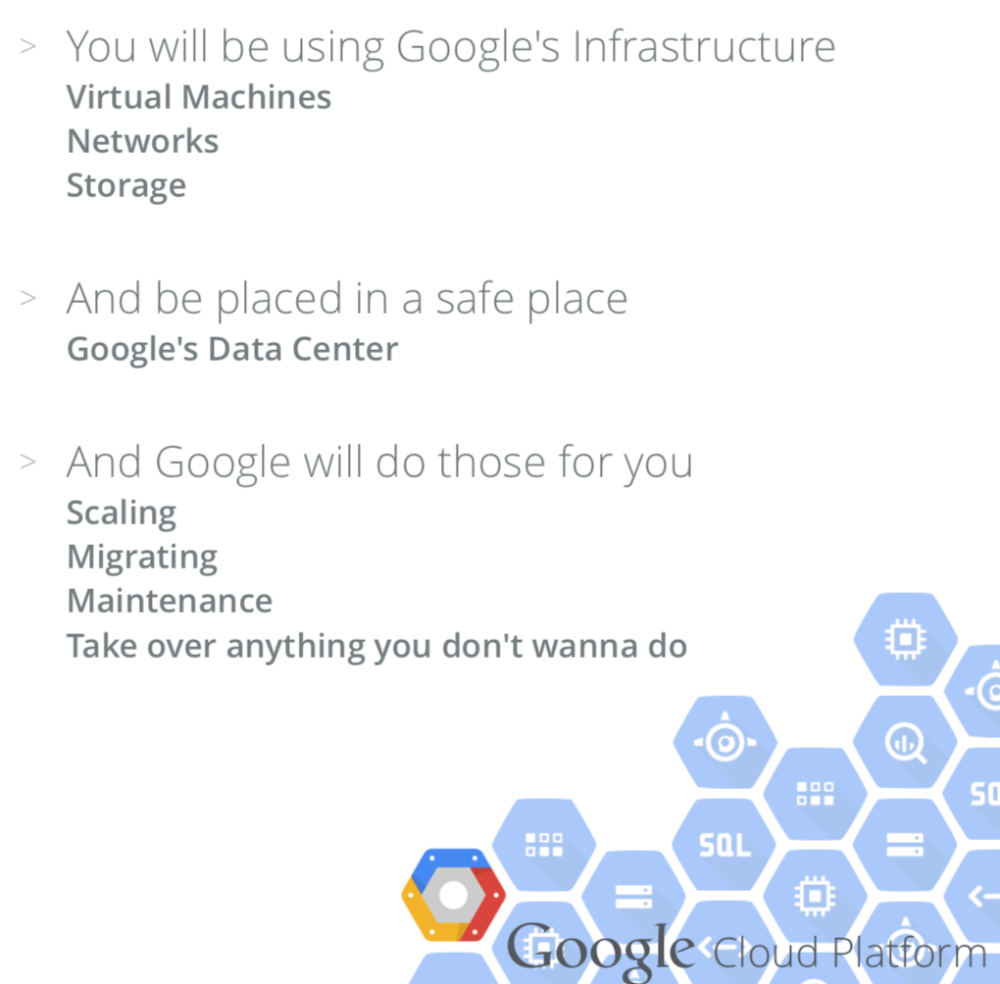 > You will be using Google's Infrastructure
Virtual Machines
Networks
Storage
> And be placed in a safe place
Google's Data Center
> And Google will do those for you
Scaling
Migrating
Maintenance
Take over anything you don't wanna do
SQL
SQ
Google Cloud Platform